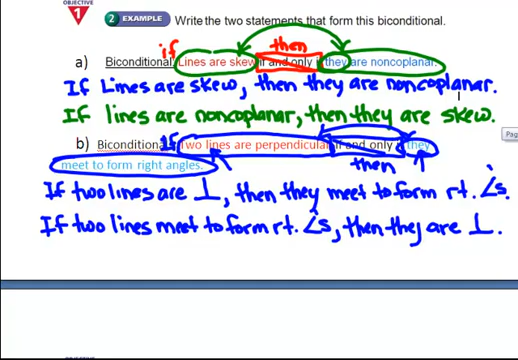 OBJECTIVE
1
2 EXAMPLE Write the two statements that form this biconditional.
if then
a) Biconditional: Lines are skew if and only if they are noncoplanar.
If Lines are skew, then they are noncoplanar.
If lines are noncoplanar, then they are skew.
b) Biconditional: If Two lines are perpendicular if and only if they
meet to form right angles. then
If two lines are ⊥, then they meet to form rt. ∠s.
If two lines meet to form rt. ∠s, then they are ⊥.
Pag
OBJECTIVE